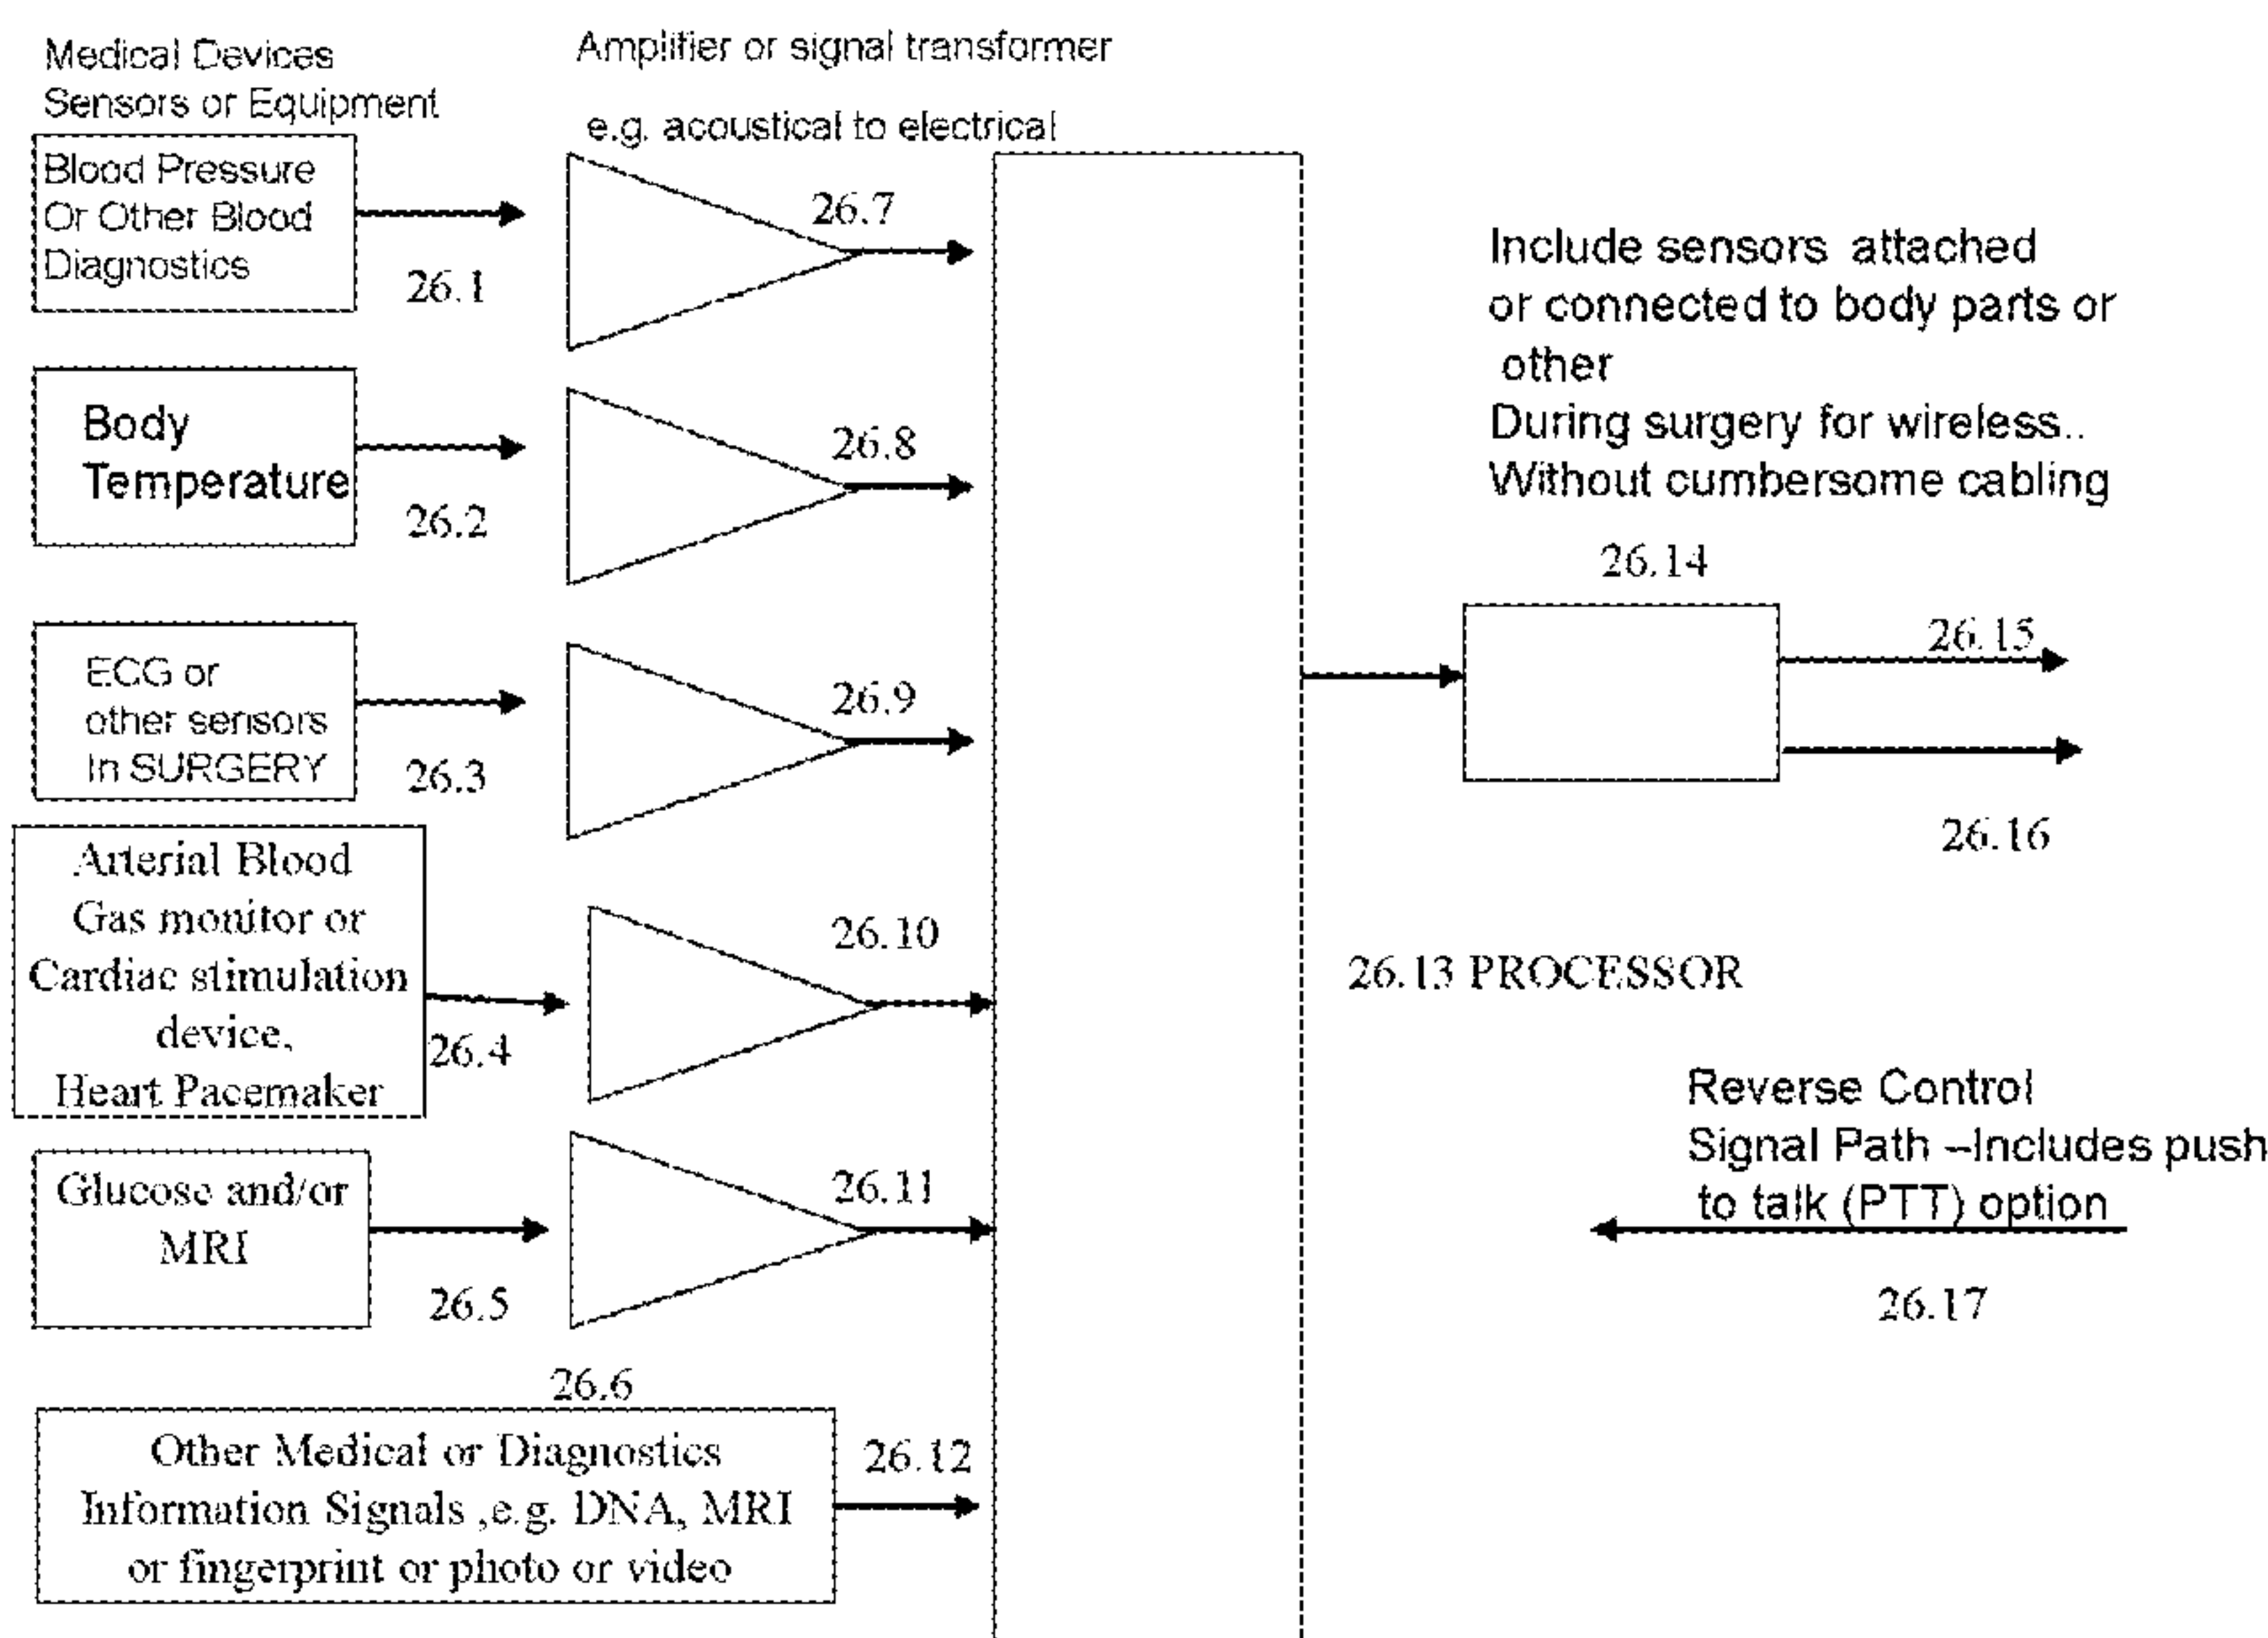 Medical Devices
Sensors or Equipment
Amplifier or signal transformer
e.g. acoustical to electrical
Blood Pressure
Or Other Blood
Diagnostics
26.1
26.7
Body
Temperature
26.2
26.8
ECG or
other sensors
In SURGERY
26.3
26.9
Arterial Blood
Gas monitor or
Cardiac stimulation
device,
Heart Pacemaker
26.4
26.10
Glucose and/or
MRI
26.5
26.11
26.6
Other Medical or Diagnostics
Information Signals ,e.g. DNA, MRI
or fingerprint or photo or video
26.12
Include sensors attached
or connected to body parts or
other
During surgery for wireless..
Without cumbersome cabling
26.14
26.15
26.16
26.13 PROCESSOR
Reverse Control
Signal Path –Includes push
to talk (PTT) option
26.17